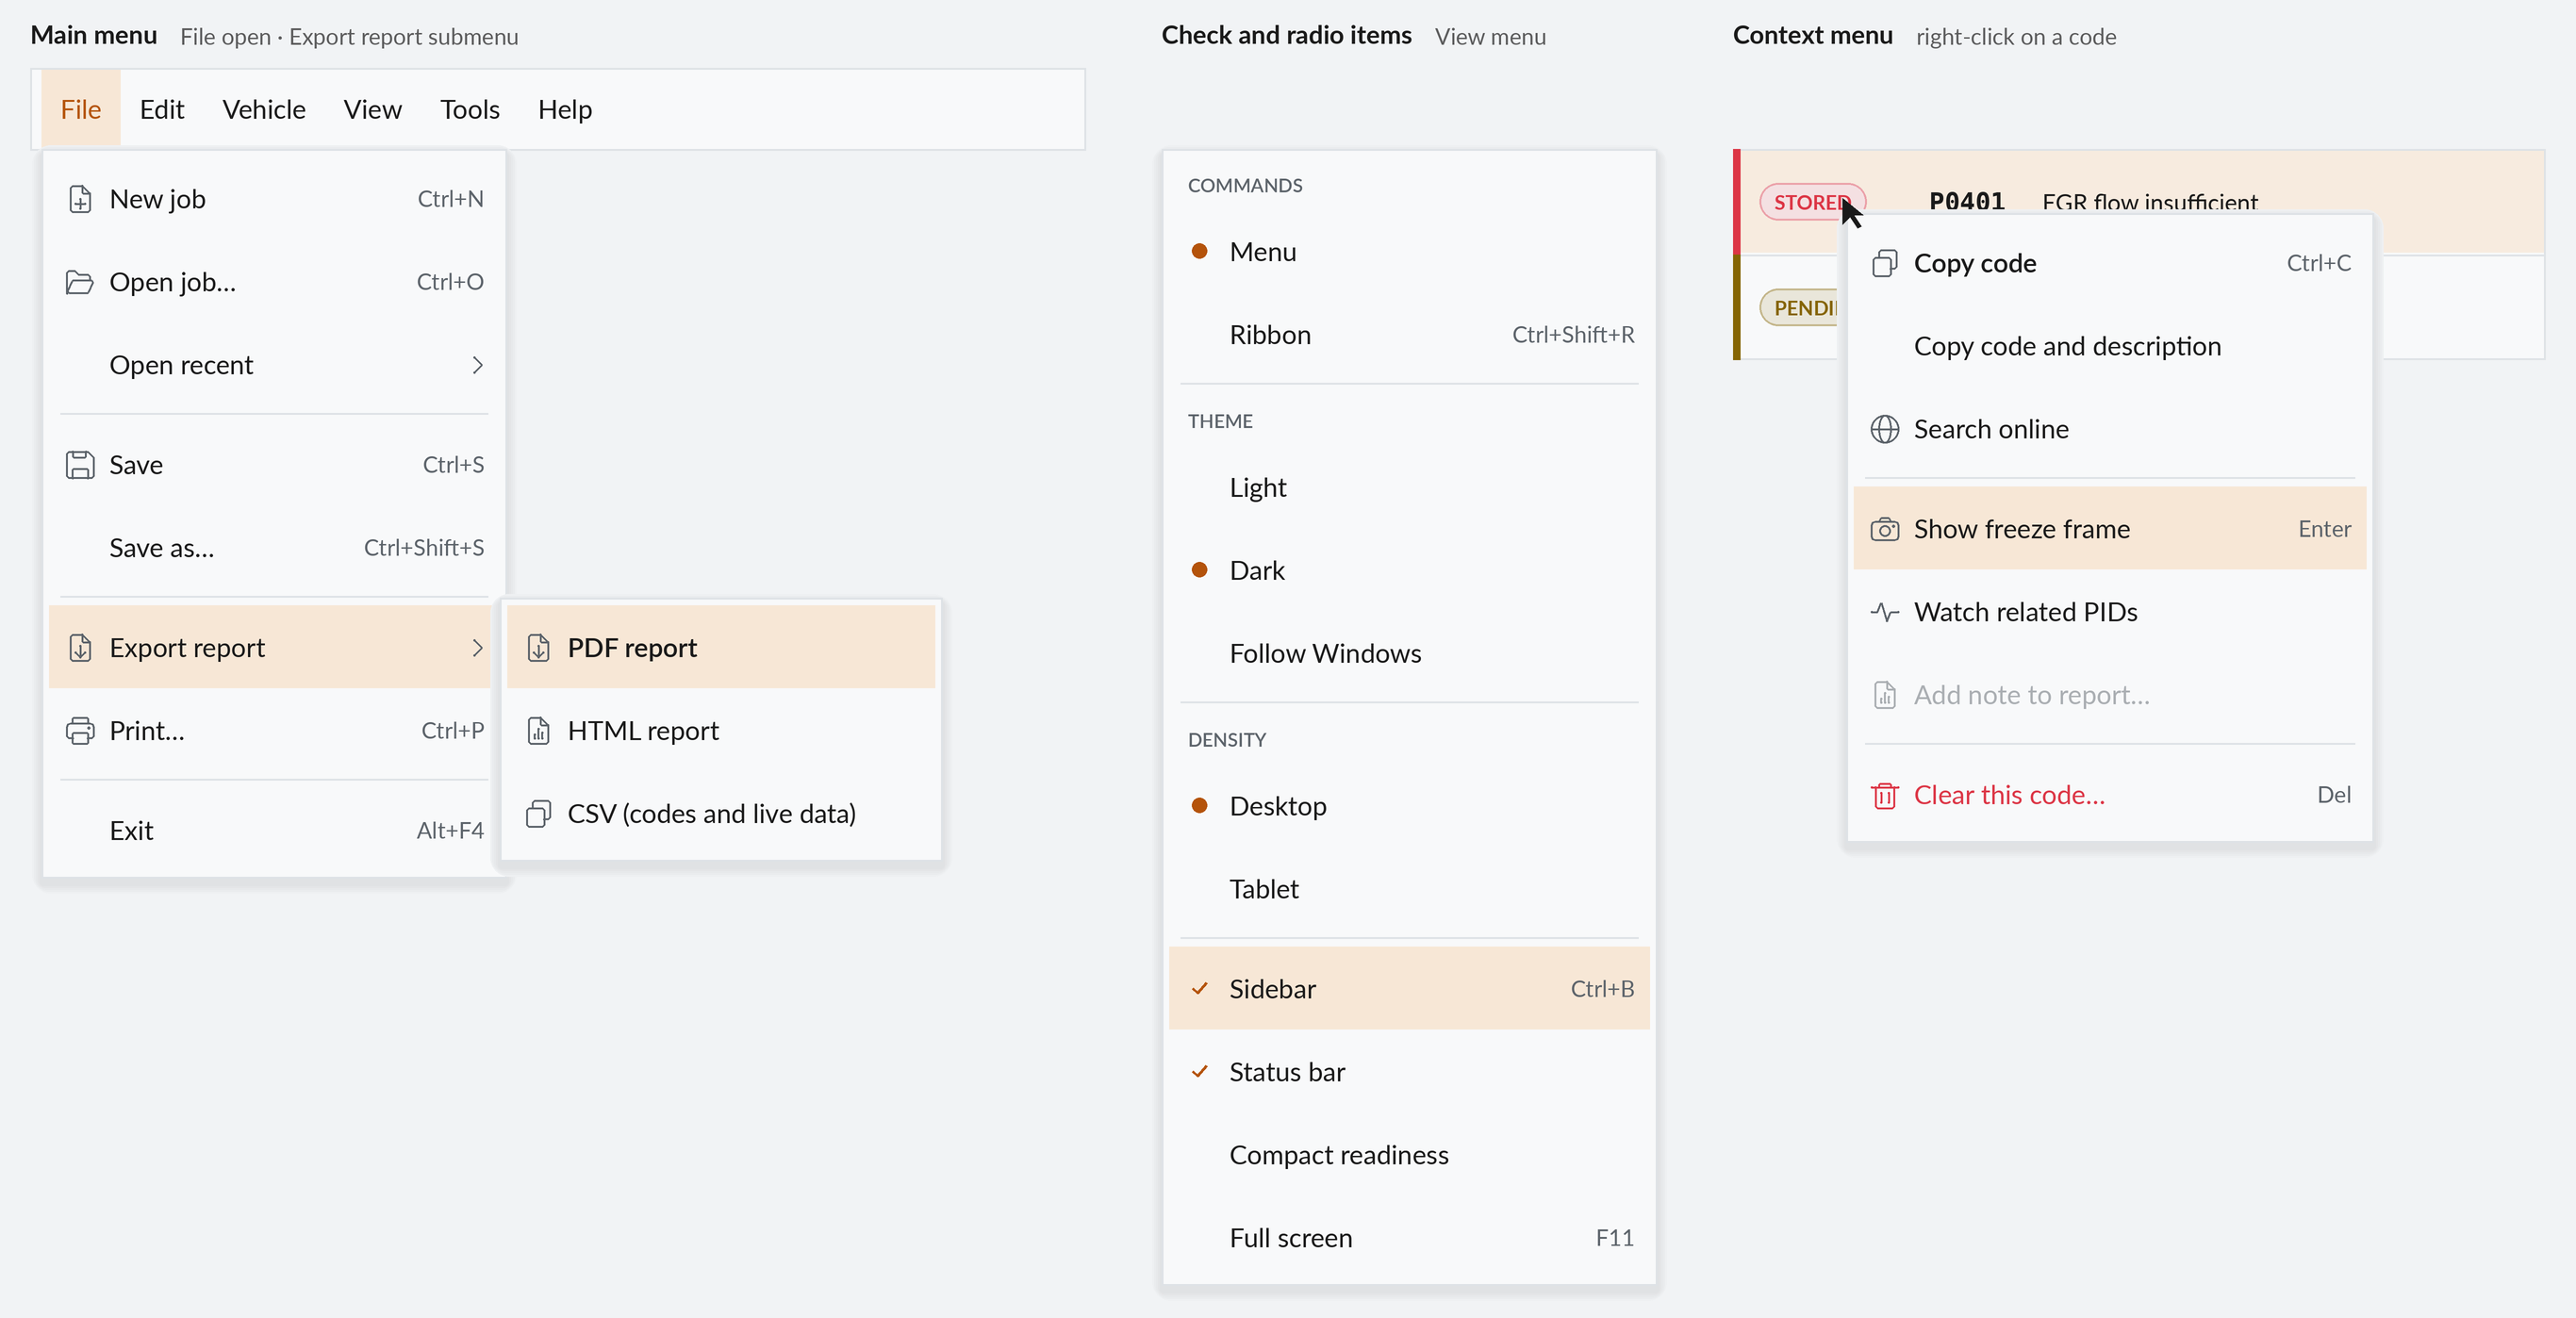 Main menu File open · Export report submenu
File Edit Vehicle View Tools Help
New job Ctrl+N
Open job... Ctrl+O
Open recent
Save Ctrl+S
Save as... Ctrl+Shift+S
Export report
Print... Ctrl+P
Exit Alt+F4
PDF report
HTML report
CSV (codes and live data)
Check and radio items View menu
COMMANDS
Menu
Ribbon Ctrl+Shift+R
THEME
Light
Dark
Follow Windows
DENSITY
Desktop
Tablet
Sidebar Ctrl+B
Status bar
Compact readiness
Full screen F11
Context menu right-click on a code
STORED P0401 EGR flow insufficient
Copy code Ctrl+C
Copy code and description
Search online
Show freeze frame Enter
Watch related PIDs
Add note to report...
Clear this code... Del